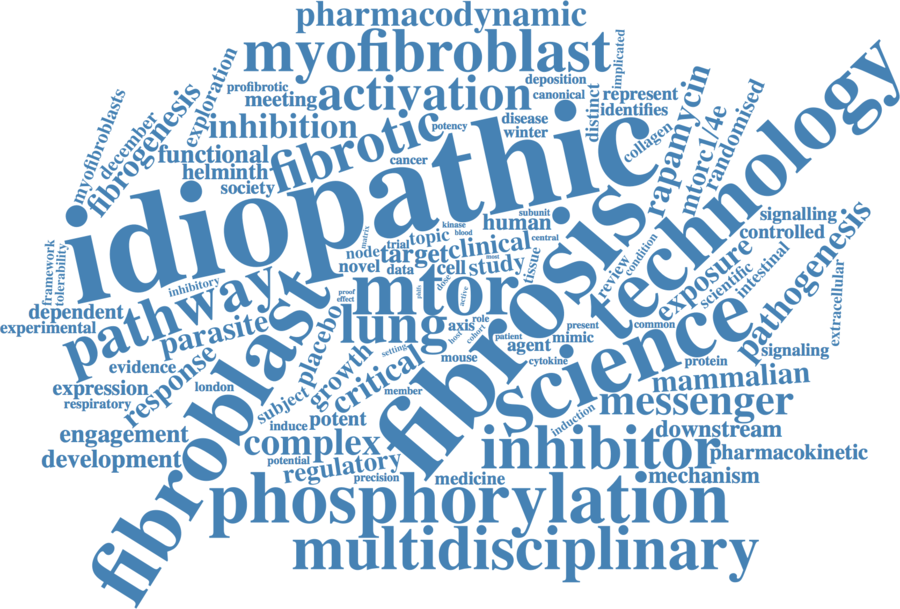 pharmacodynamic
myofibroblast
implicated
exploration
profibrotic
deposition
meeting
activation
canonical
distinct
represent
identifies
rapamycin
technology
myofibroblasts
december
fibrogenesis
inhibition
fibrotic
potency
disease
winter
collagen
mtorc1/4e
randomised
functional
helminth
society
cancer
idiopathic
subunit
human
signalling
controlled
matrix
kinase
blood
central
trial
topic
clinical
node
target
novel
data
cell
study
most
tissue
review
condition
exposure
scientific
intestinal
pathogenesis
extracellular
framework
tolerability
inhibitory
pathway
dependent
experimental
parasite
proof
effect
mtor
dose
active
fibrosis
lung
axis
role
cohort
host
patient
agent
present
mimic
common
science
signaling
evidence
response
fibroblast
placebo
growth
setting
critical
mouse
cytokine
protein
mammalian
expression
respiratory
london
subject
induce
potent
member
induction
messenger
engagement
development
complex
potential
regulatory
precision
medicine
inhibitor
downstream
pharmacokinetic
mechanism
phosphorylation
multidisciplinary